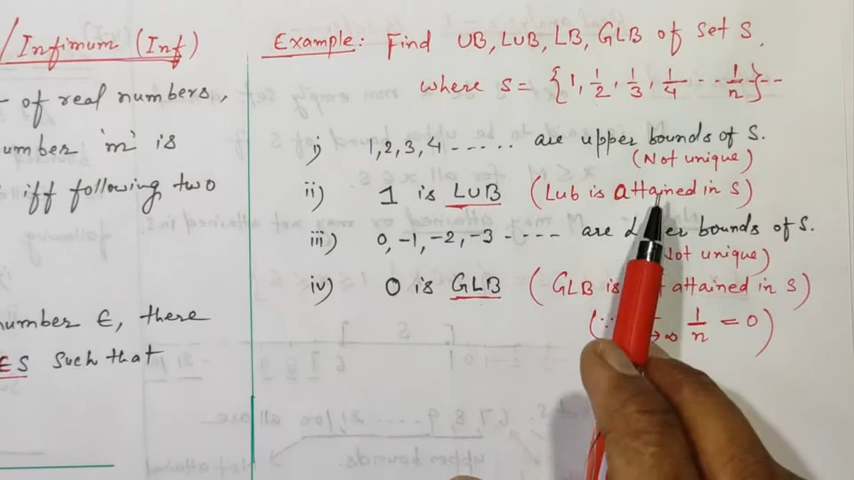 /Infimum (Inf)
of real numbers,
number 'm' is
iff following two
number ε, there
ES such that
Example: Find UB, LUB, LB, GLB of Set S.
where S = {1, 1/2, 1/3, 1/4 -- 1/n}--
i) 1,2,3,4 ...... are upper bounds of S.
(Not unique)
ii) 1 is LUB (Lub is attained in S)
iii) 0, -1, -2, -3 ---- are bounds of S.
Not unique)
iv) 0 is GLB (GLB is attained in S)
1/n = 0)